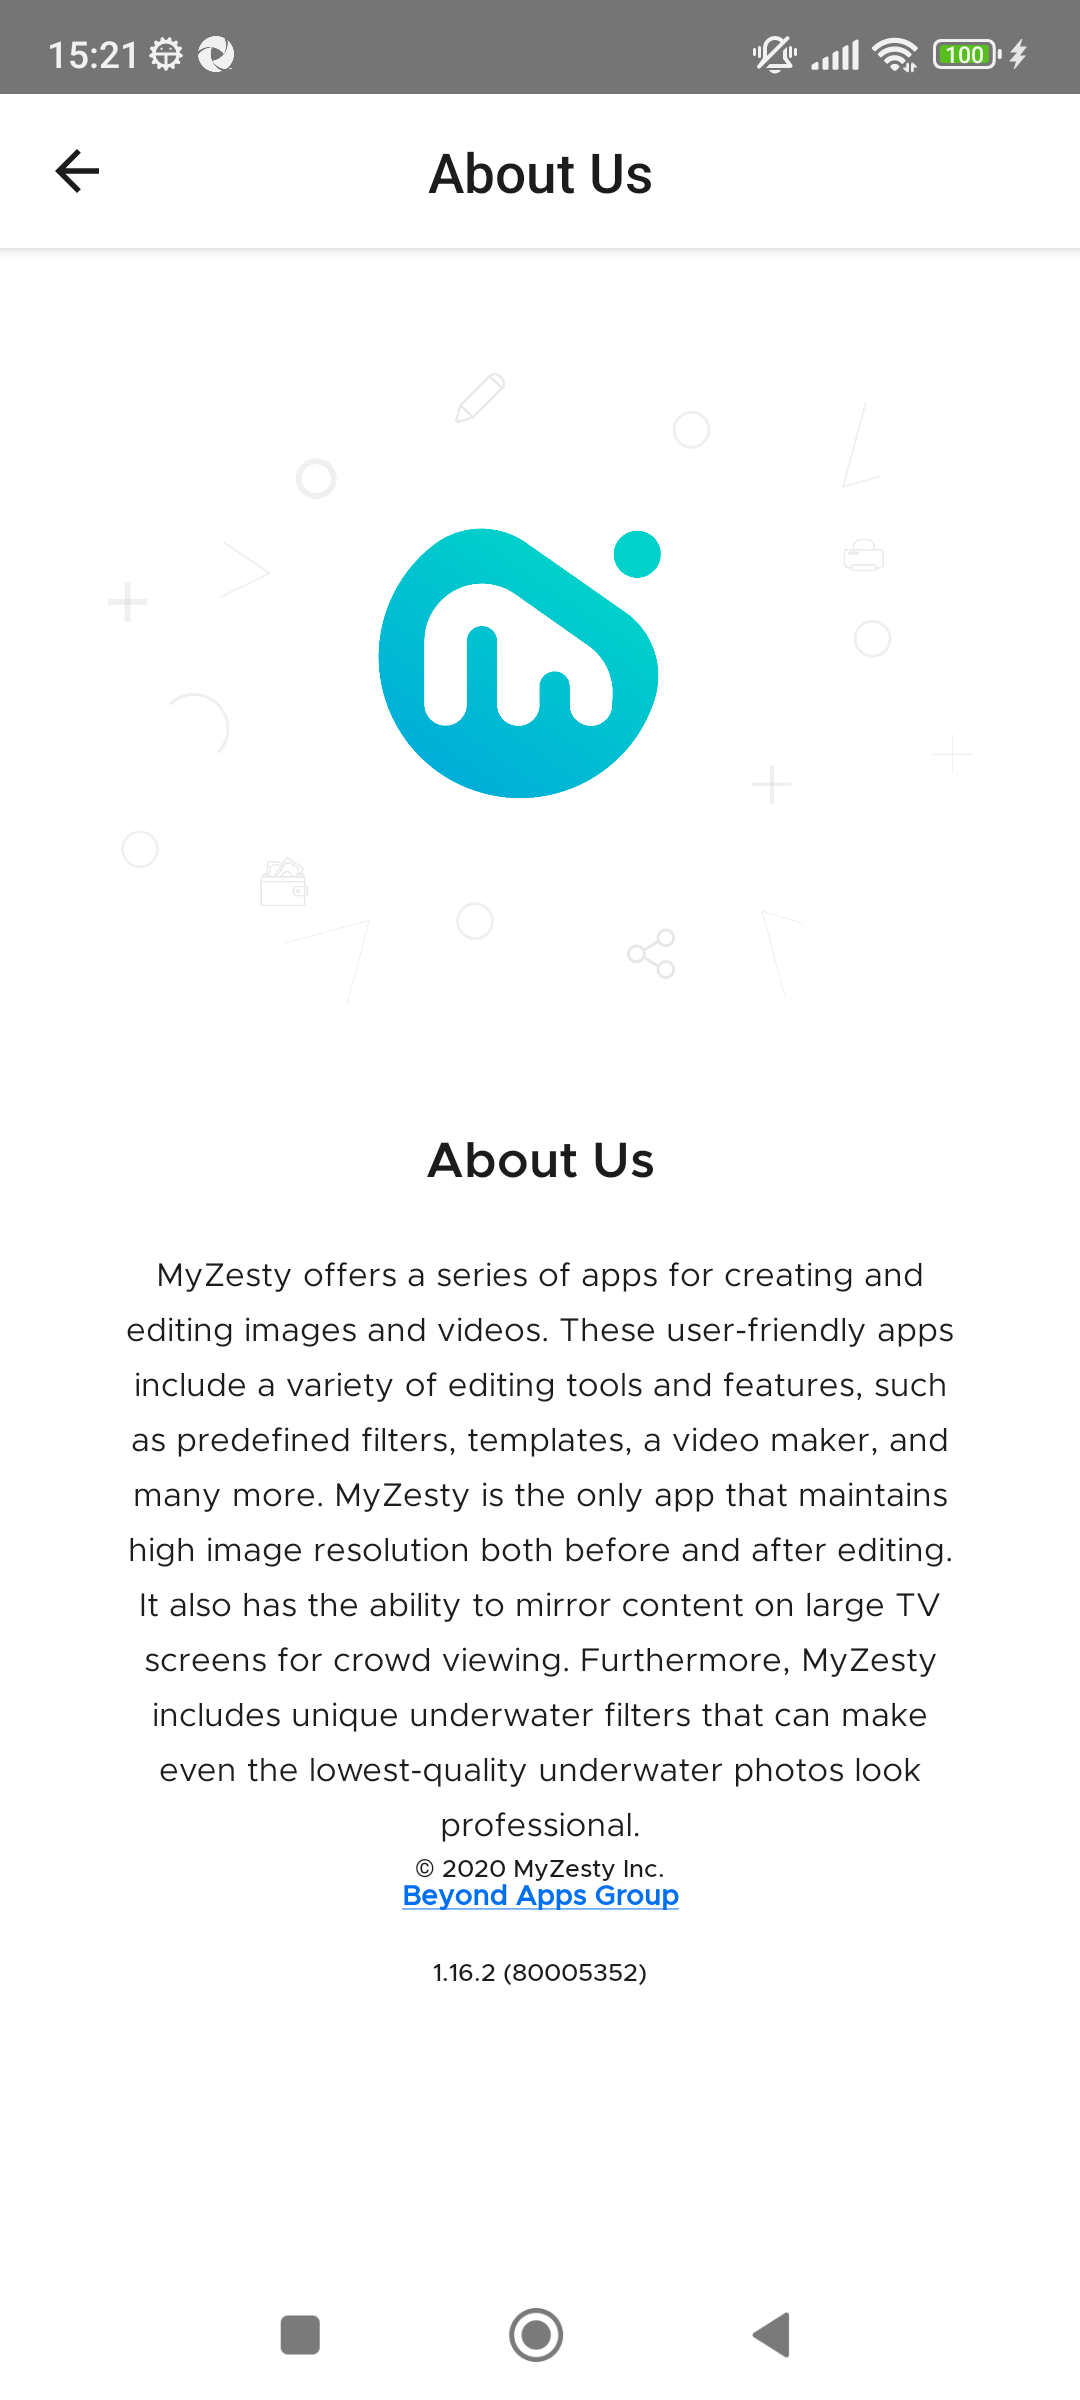 15:21
100
About Us
About Us
MyZesty offers a series of apps for creating and
editing images and videos. These user-friendly apps
include a variety of editing tools and features, such
as predefined filters, templates, a video maker, and
many more. MyZesty is the only app that maintains
high image resolution both before and after editing.
It also has the ability to mirror content on large TV
screens for crowd viewing. Furthermore, MyZesty
includes unique underwater filters that can make
even the lowest-quality underwater photos look
professional.
© 2020 MyZesty Inc.
Beyond Apps Group
1.16.2 (80005352)